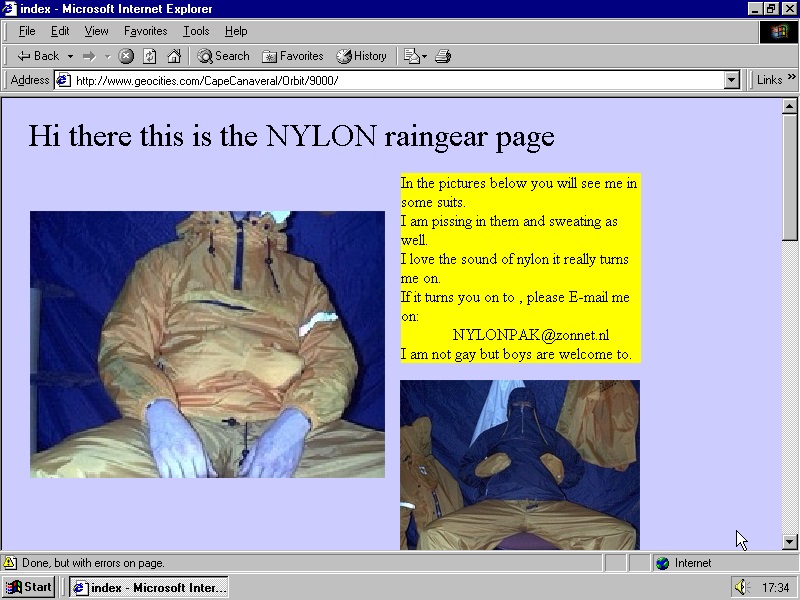 index - Microsoft Internet Explorer
File Edit View Favorites Tools Help
Back Search Favorites History
Address http://www.geocities.com/CapeCanaveral/Orbit/9000/ Links »
Hi there this is the NYLON raingear page
In the pictures below you will see me in
some suits.
I am pissing in them and sweating as
well.
I love the sound of nylon it really turns
me on.
If it turns you on to , please E-mail me
on:
NYLONPAK@zonnet.nl
I am not gay but boys are welcome to.
Done, but with errors on page. Internet
Start index - Microsoft Inter... 17:34